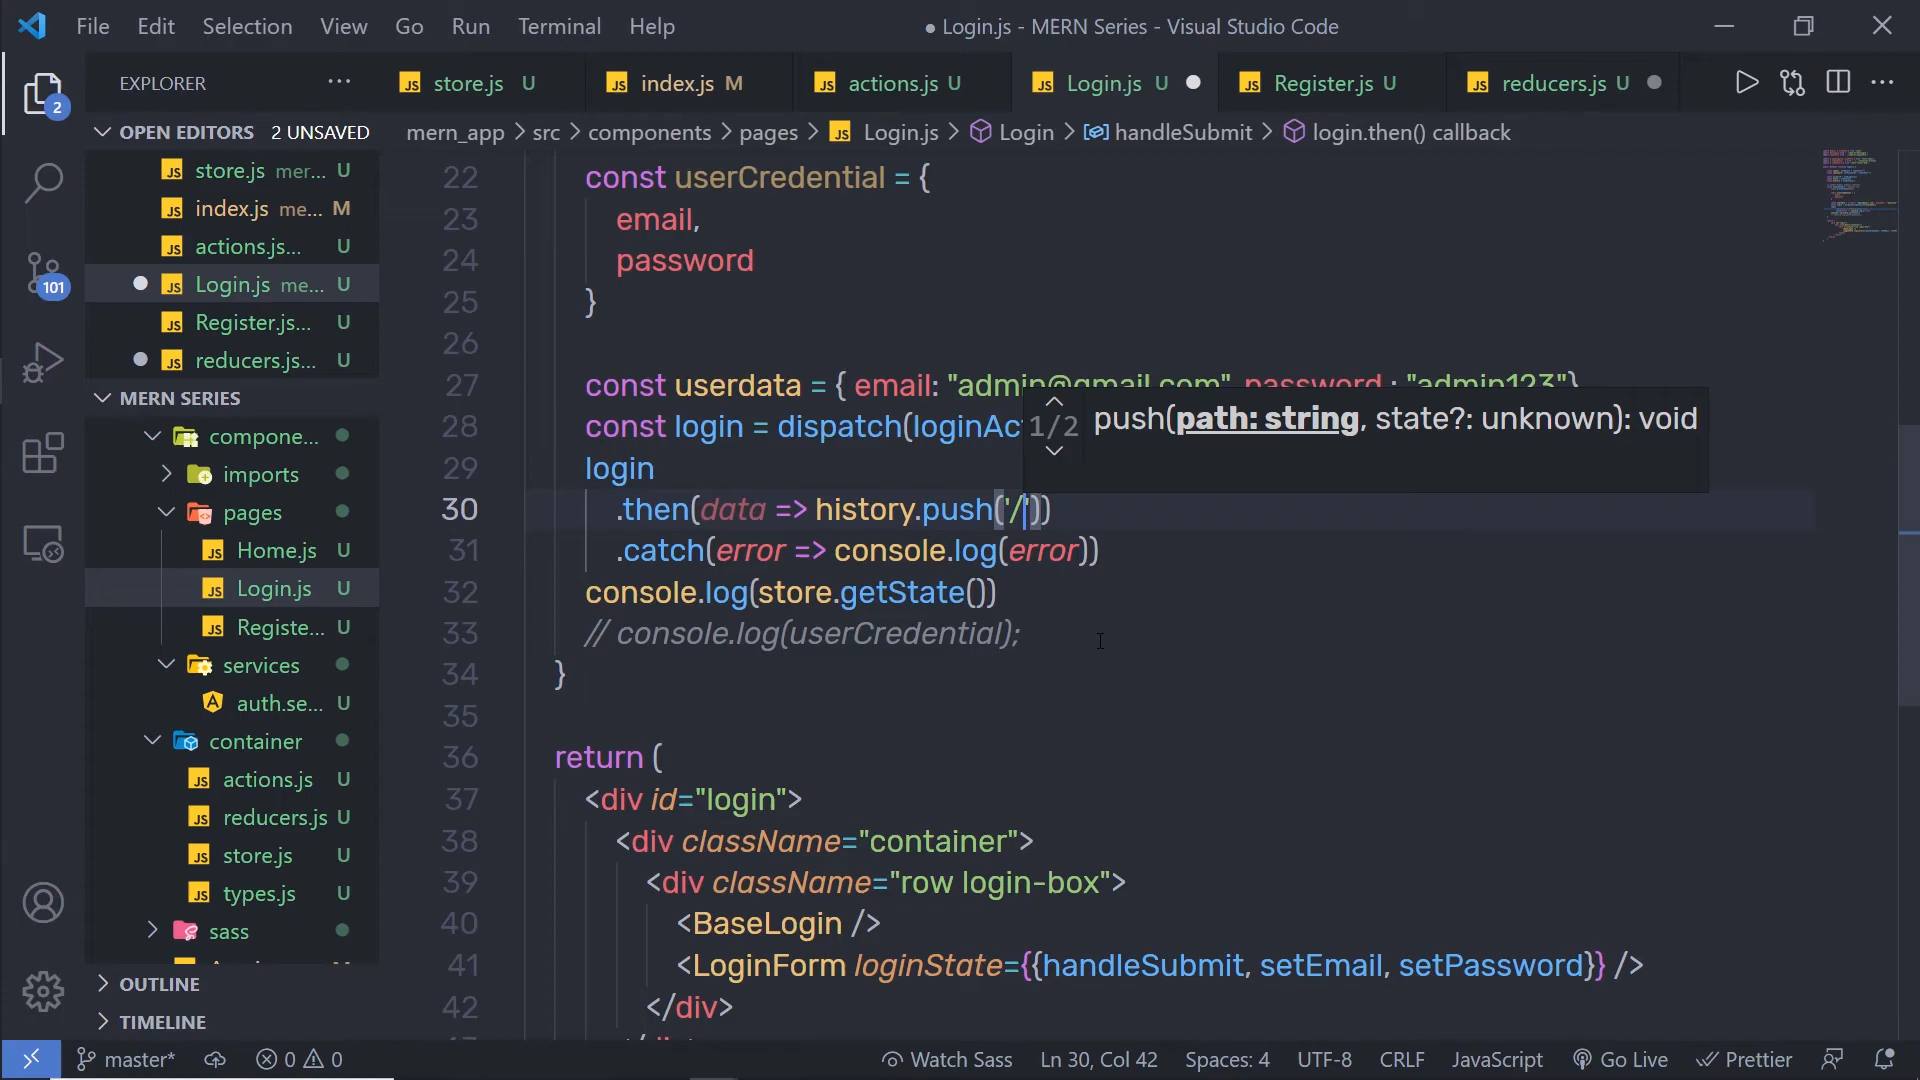 File Edit Selection View Go Run Terminal Help
● Login.js - MERN Series - Visual Studio Code
EXPLORER
store.js U
index.js M
actions.js U
Login.js U
Register.js U
reducers.js U
2
OPEN EDITORS 2 UNSAVED
mern_app > src > components > pages > Login.js > Login > handleSubmit > login.then() callback
store.js mer... U
index.js me... M
actions.js... U
Login.js me... U
Register.js... U
reducers.js... U
101
MERN SERIES
compone...
imports
pages
Home.js U
Login.js U
Registe... U
services
auth.se... U
container
actions.js U
reducers.js U
store.js U
types.js U
sass
OUTLINE
TIMELINE
22 const userCredential = {
23 email,
24 password
25 }
26
27 const userdata = { email: "admin@gmail.com", password : "admin123"}
28 const login = dispatch(loginAc
1/2 push(path: string, state?: unknown): void
29 login
30 .then(data => history.push('/'))
31 .catch(error => console.log(error))
32 console.log(store.getState())
33 // console.log(userCredential);
34 }
35
36 return (
37 <div id="login">
38 <div className="container">
39 <div className="row login-box">
40 <BaseLogin />
41 <LoginForm loginState={{handleSubmit, setEmail, setPassword}} />
42 </div>
master* 0 0
Watch Sass Ln 30, Col 42 Spaces: 4 UTF-8 CRLF JavaScript Go Live Prettier